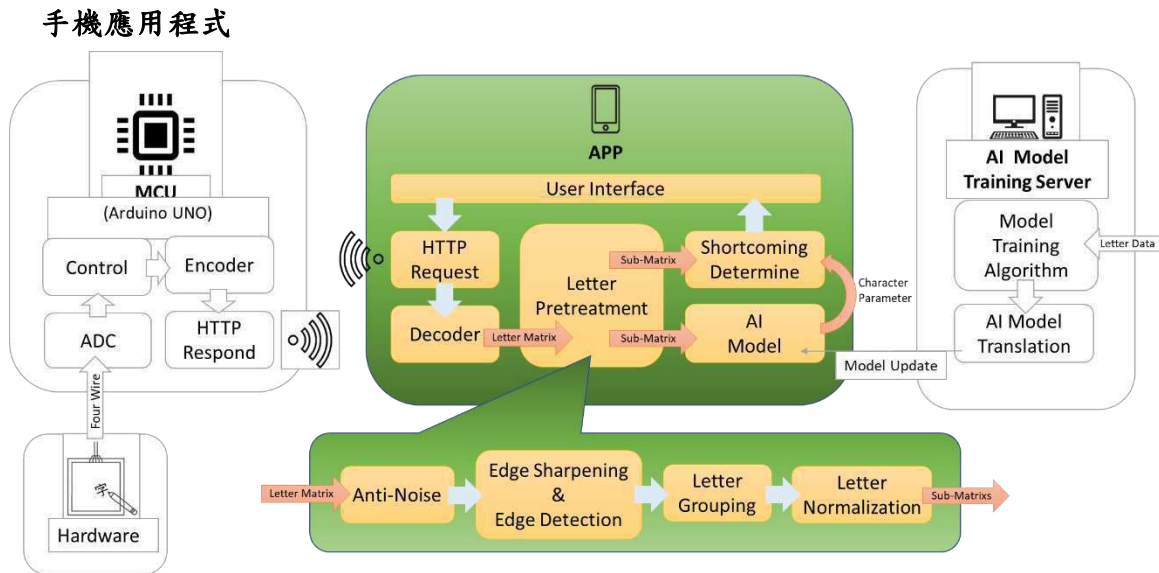 手機應用程式
MCU
(Arduino UNO)
Control
Encoder
ADC
HTTP
Respond
Four Wire
字
Hardware
APP
User Interface
HTTP
Request
Decoder
Letter Matrix
Letter
Pretreatment
Sub-Matrix
Sub-Matrix
Shortcoming
Determine
AI
Model
Character
Parameter
Model Update
AI Model
Training Server
Model
Training
Algorithm
Letter Data
AI Model
Translation
Letter Matrix
Anti-Noise
Edge Sharpening
&
Edge Detection
Letter
Grouping
Letter
Normalization
Sub-Matrixs